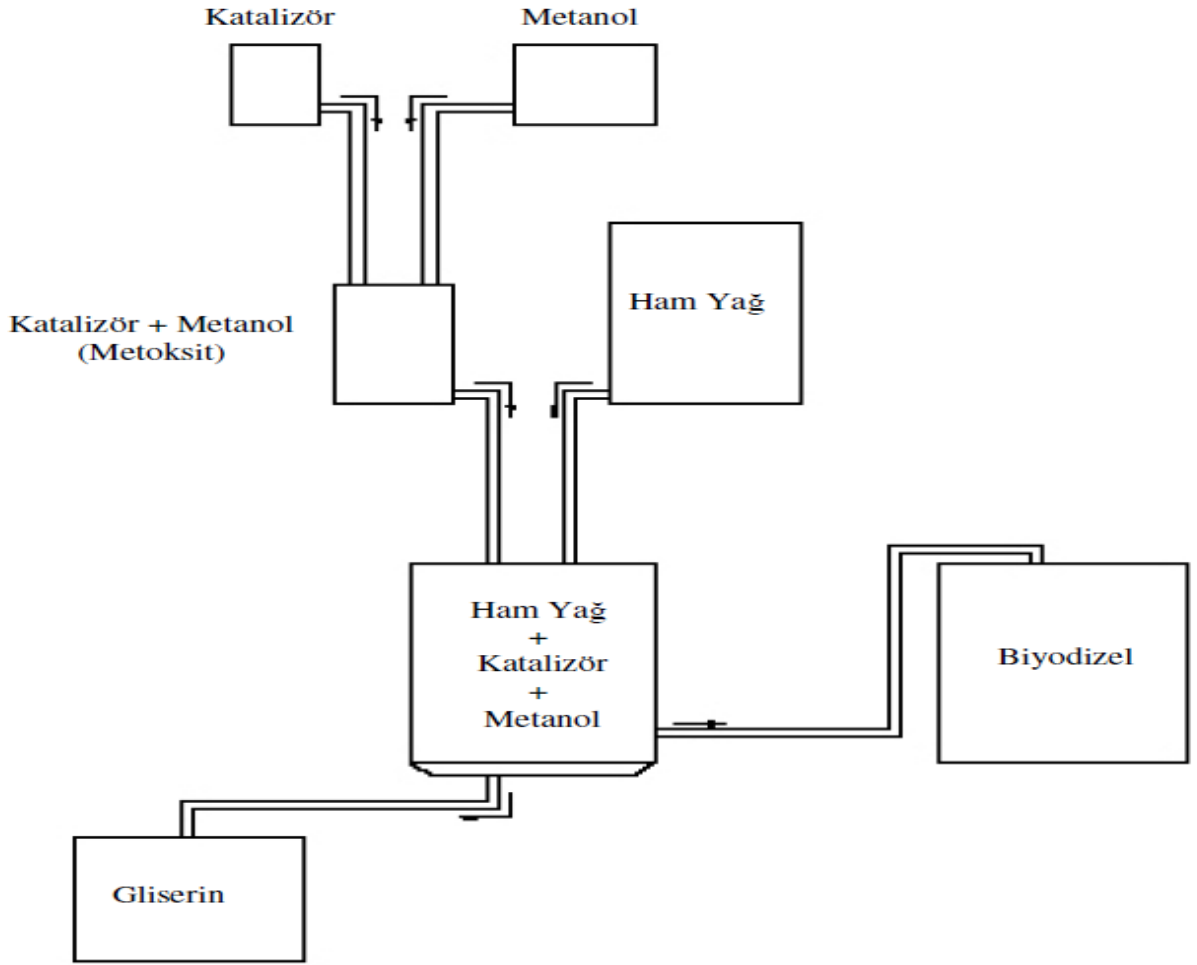 Katalizör
Metanol
Ham Yağ
Katalizör + Metanol
(Metoksit)
Ham Yağ
+
Katalizör
+
Metanol
Biyodizel
Gliserin